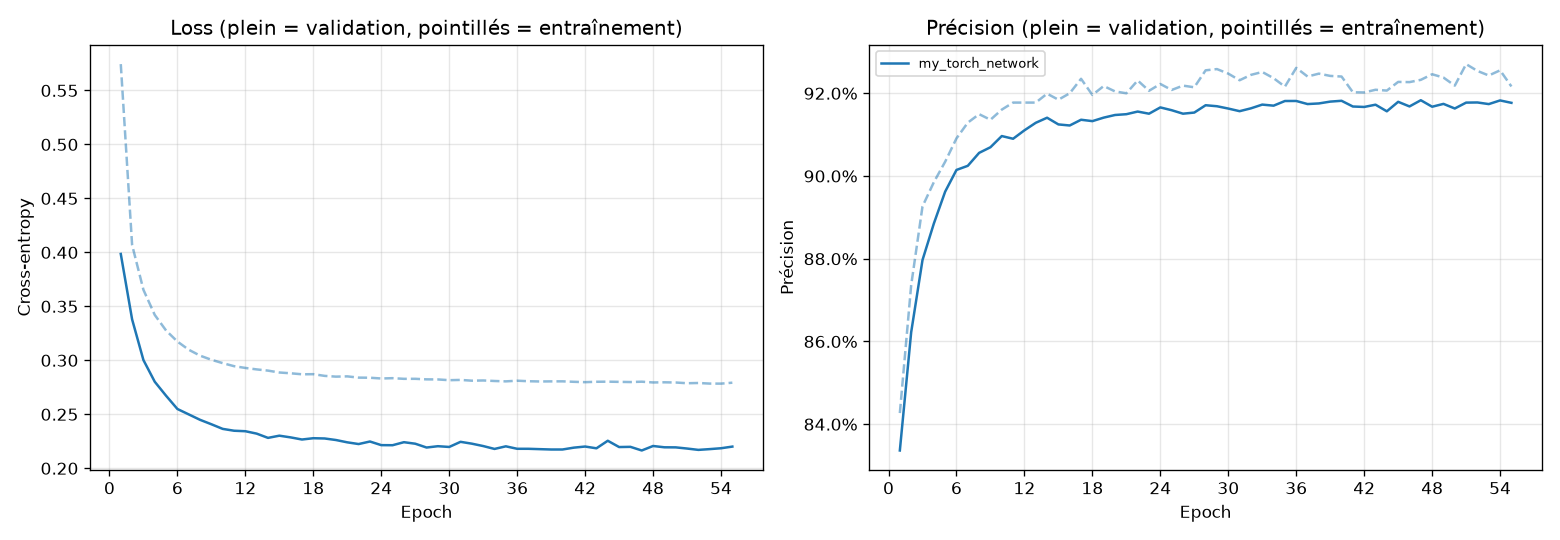 Loss (plein = validation, pointillés = entraînement)
0.55
0.50
0.45
0.40
0.35
0.30
0.25
0.20
Cross-entropy
0 6 12 18 24 30 36 42 48 54
Epoch
Précision (plein = validation, pointillés = entraînement)
my_torch_network
92.0%
90.0%
88.0%
86.0%
84.0%
Précision
0 6 12 18 24 30 36 42 48 54
Epoch